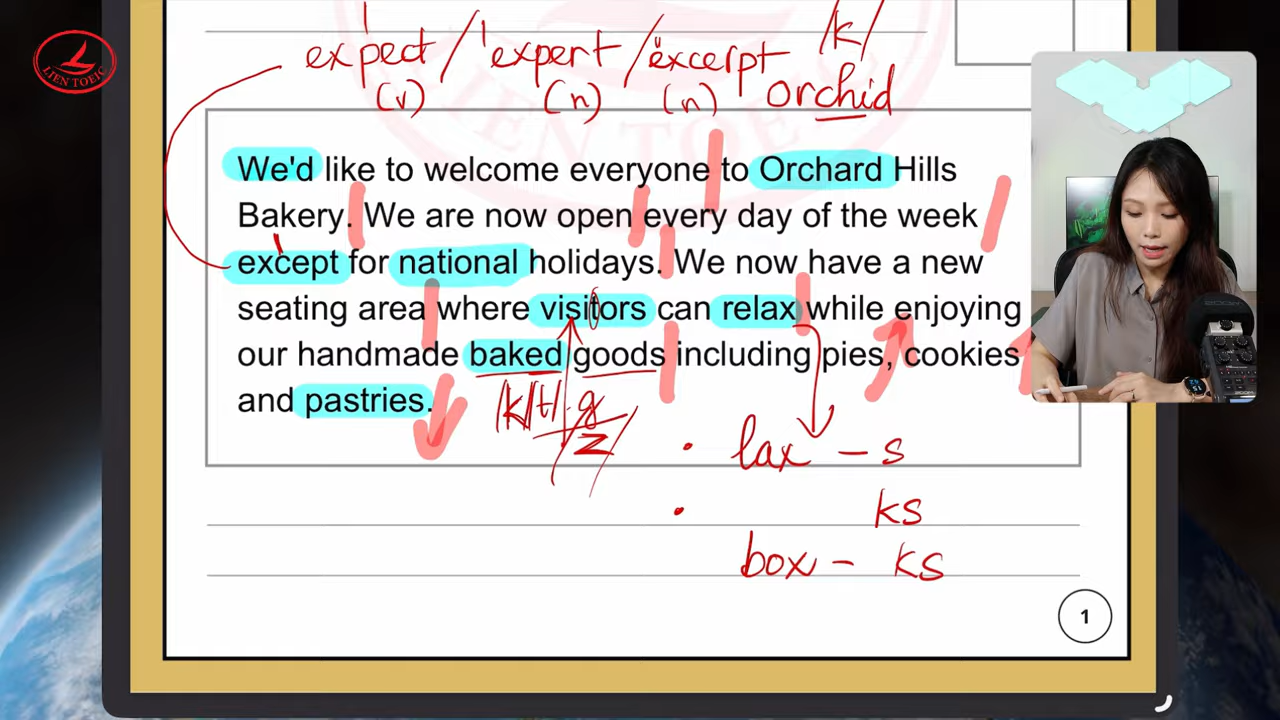 LIEN TOEIC
expect / 'expert / excerpt /k/
(v) (n) (n) orchid
We'd like to welcome everyone to Orchard Hills
Bakery. We are now open every day of the week
except for national holidays. We now have a new
seating area where visitors can relax while enjoying
our handmade baked goods including pies, cookies
and pastries.
/k/t/ g
z
• lax - s
• ks
box - ks
1